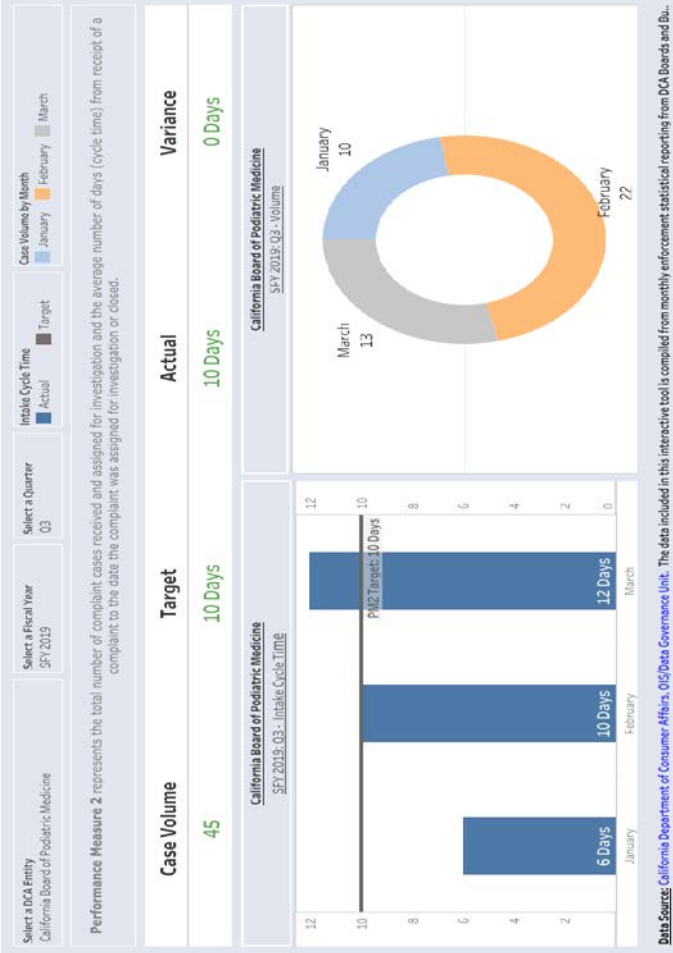 Select a DCA Entity
California Board of Podiatric Medicine
Select a Fiscal Year
SFY 2019
Select a Quarter
Q3
Intake Cycle Time
Actual
Target
Case Volume by Month
January
February
March
Performance Measure 2 represents the total number of complaint cases received and assigned for investigation and the average number of days (cycle time) from receipt of a
complaint to the date the complaint was assigned for investigation or closed.
Case Volume
Target
Actual
Variance
45
10 Days
10 Days
0 Days
California Board of Podiatric Medicine
SFY 2019: Q3 - Intake Cycle Time
12
10
8
6
4
2
PM2 Target: 10 Days
6 Days
10 Days
12 Days
12
10
8
6
4
2
0
January
February
March
California Board of Podiatric Medicine
SFY 2019: Q3 - Volume
January
10
March
13
February
22
Data Source: California Department of Consumer Affairs, OIS/Data Governance Unit. The data included in this interactive tool is compiled from monthly enforcement statistical reporting from DCA Boards and Bu..